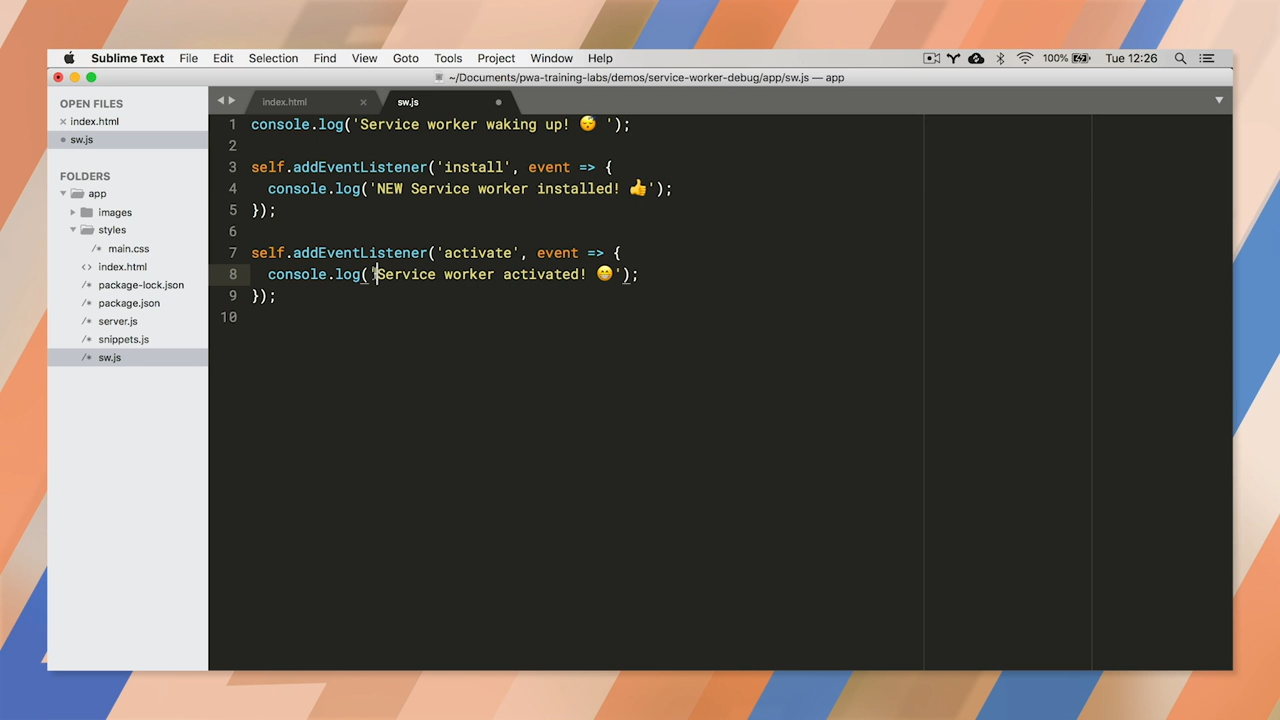 Sublime Text File Edit Selection Find View Goto Tools Project Window Help 100% Tue 12:26
~/Documents/pwa-training-labs/demos/service-worker-debug/app/sw.js — app
OPEN FILES
index.html
sw.js
FOLDERS
app
images
styles
/* main.css
<> index.html
/* package-lock.json
/* package.json
/* server.js
/* snippets.js
/* sw.js
index.html sw.js
1 console.log('Service worker waking up! 😴 ');
2
3 self.addEventListener('install', event => {
4 console.log('NEW Service worker installed! 👍');
5 });
6
7 self.addEventListener('activate', event => {
8 console.log('Service worker activated! 😁');
9 });
10